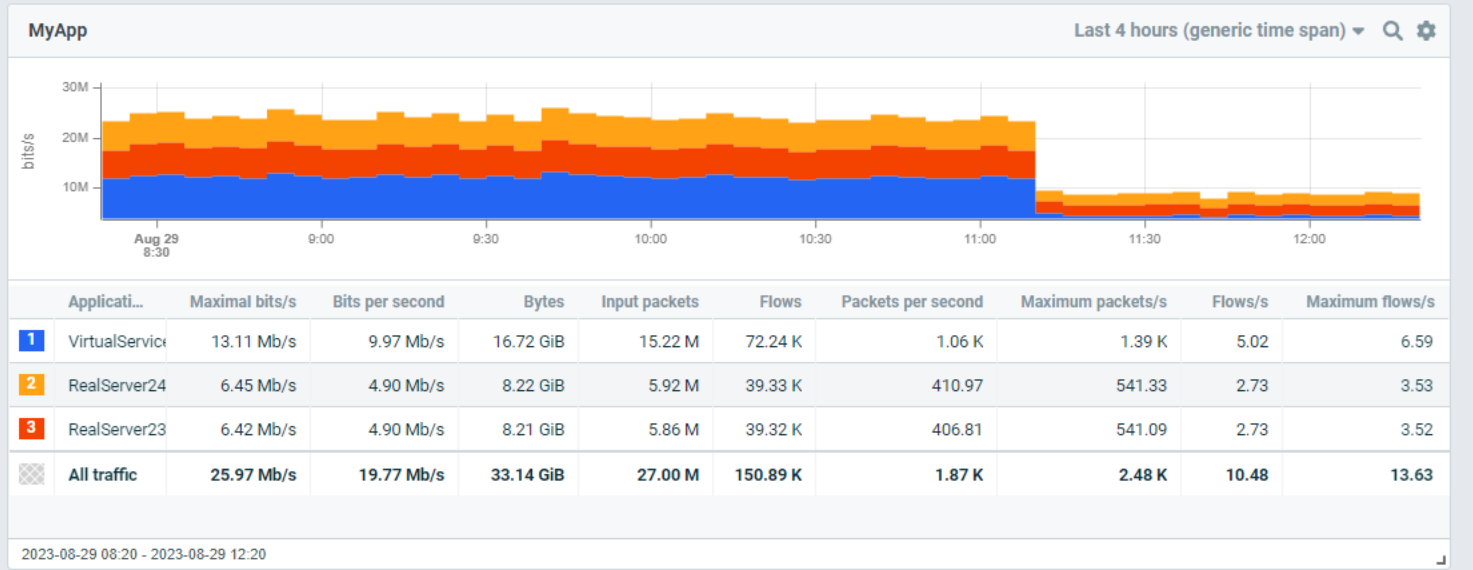 MyApp
Last 4 hours (generic time span)
30M
20M
10M
bits/s
Aug 29
8:30
9:00
9:30
10:00
10:30
11:00
11:30
12:00
Applicati... Maximal bits/s Bits per second Bytes Input packets Flows Packets per second Maximum packets/s Flows/s Maximum flows/s
1 VirtualService 13.11 Mb/s 9.97 Mb/s 16.72 GiB 15.22 M 72.24 K 1.06 K 1.39 K 5.02 6.59
2 RealServer24 6.45 Mb/s 4.90 Mb/s 8.22 GiB 5.92 M 39.33 K 410.97 541.33 2.73 3.53
3 RealServer23 6.42 Mb/s 4.90 Mb/s 8.21 GiB 5.86 M 39.32 K 406.81 541.09 2.73 3.52
All traffic 25.97 Mb/s 19.77 Mb/s 33.14 GiB 27.00 M 150.89 K 1.87 K 2.48 K 10.48 13.63
2023-08-29 08:20 - 2023-08-29 12:20